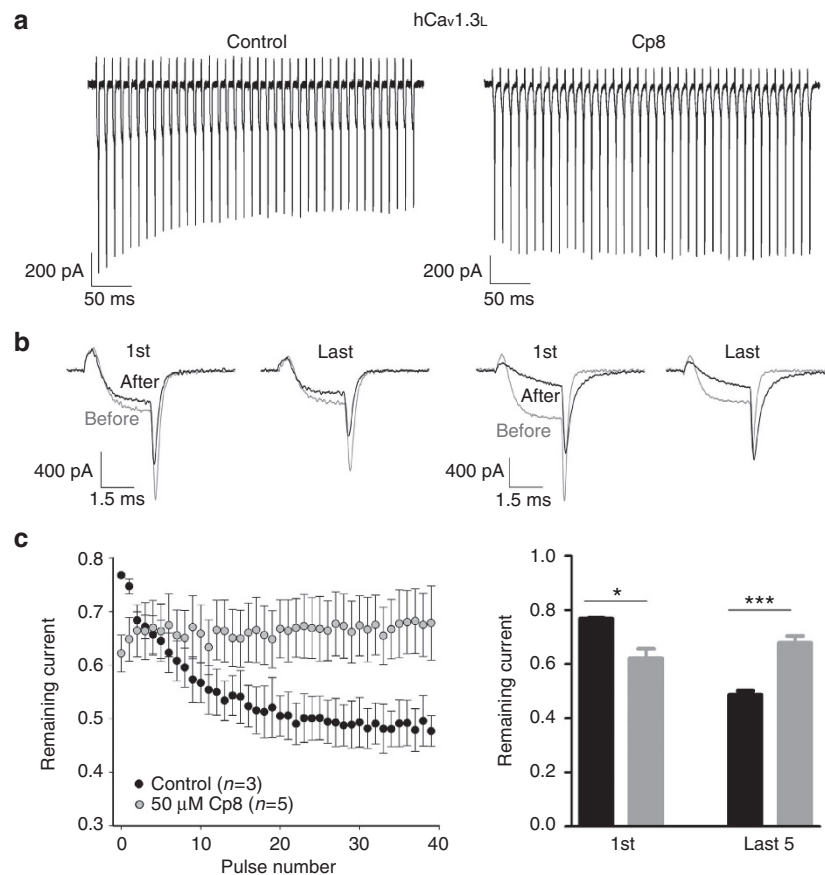 a
hCav1.3L
Control
Cp8
200 pA
50 ms
200 pA
50 ms
b
1st
Last
After
Before
400 pA
1.5 ms
1st
Last
After
Before
400 pA
1.5 ms
c
Remaining current
0.8
0.7
0.6
0.5
0.4
0.3
Control (n=3)
50 μM Cp8 (n=5)
0
10
20
30
40
Pulse number
Remaining current
1.0
0.8
0.6
0.4
0.2
0.0
*
***
1st
Last 5